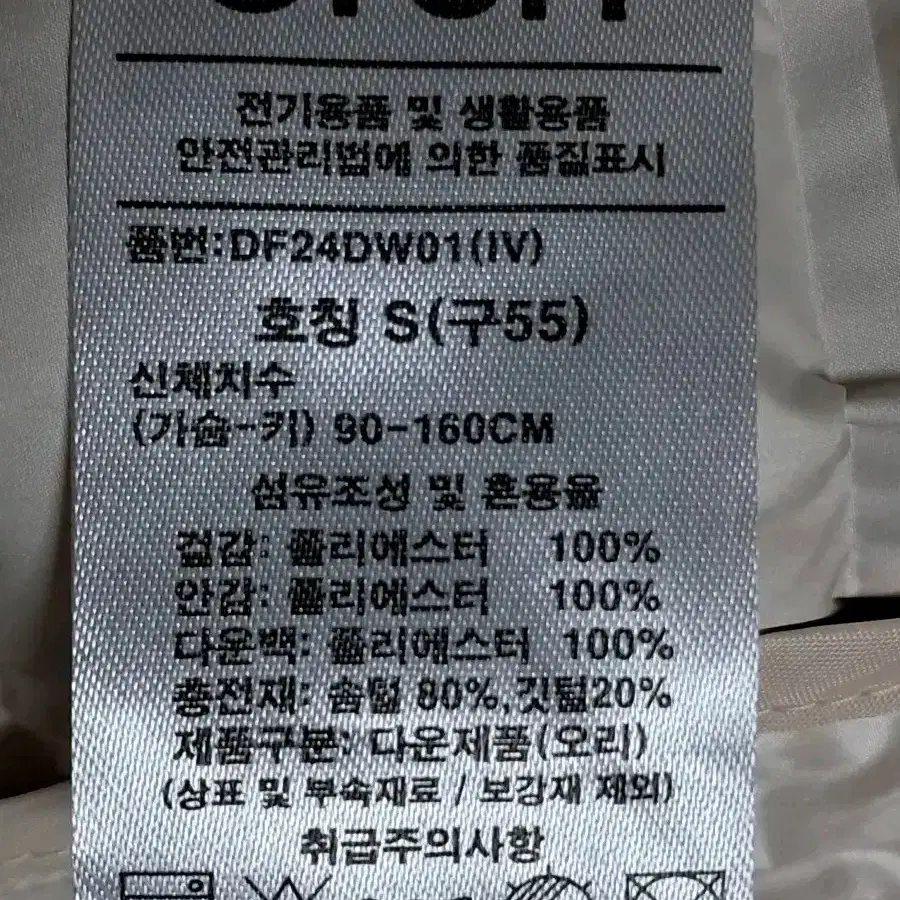 전기용품 및 생활용품
안전관리법에 의한 품질표시
품번:DF24DW01(IV)
호칭 S(구55)
신체치수
(가슴-키) 90-160CM
섬유조성 및 혼용율
겉감: 폴리에스터 100%
안감: 폴리에스터 100%
다운백: 폴리에스터 100%
충전재: 솜털 80%,깃털20%
제품구분: 다운제품(오리)
(상표 및 부속재료 / 보강재 제외)
취급주의사항